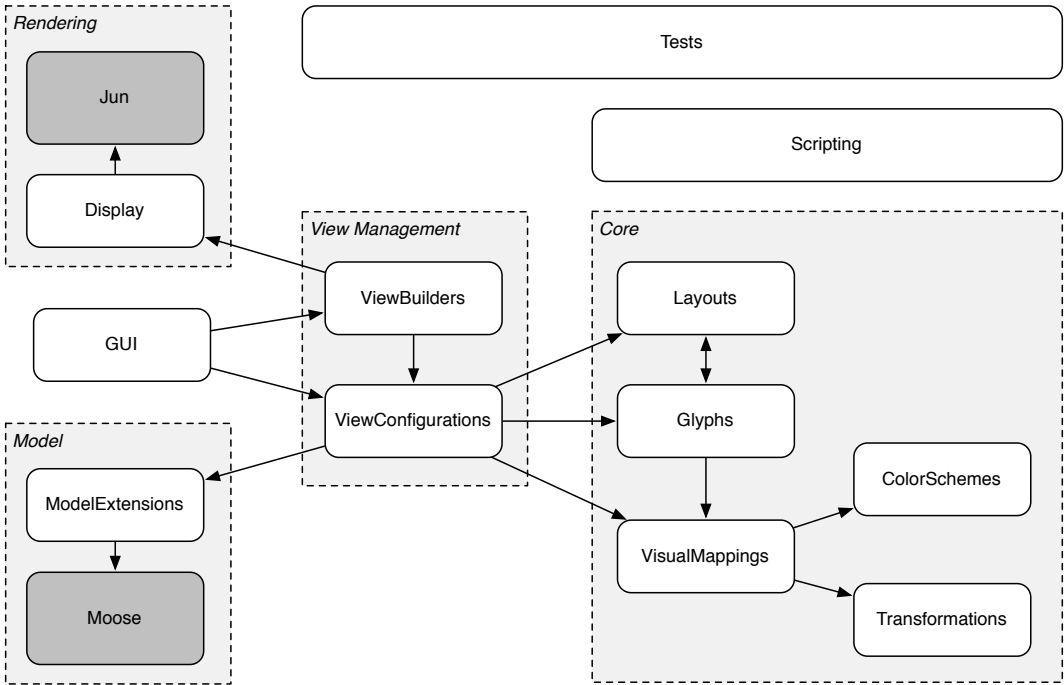 Rendering
Jun
Display
Tests
Scripting
View Management
ViewBuilders
ViewConfigurations
GUI
Model
ModelExtensions
Moose
Core
Layouts
Glyphs
VisualMappings
ColorSchemes
Transformations